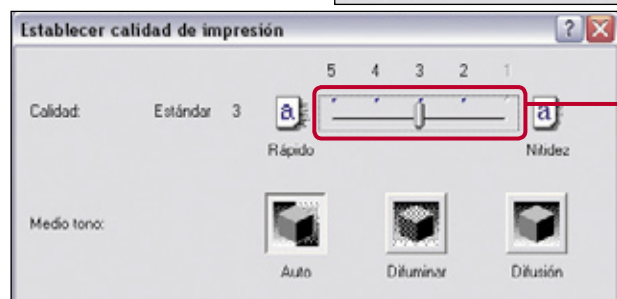 Establecer calidad de impresión
5 4 3 2 1
Calidad: Estándar 3
Rápido Nitidez
Medio tono:
Auto Difuminar Difusión